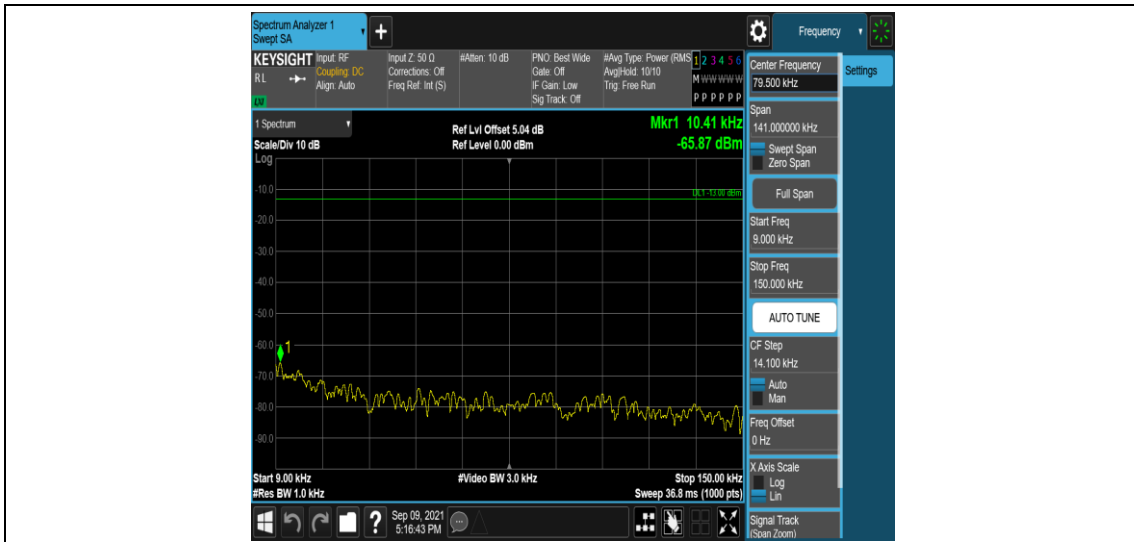 Spectrum Analyzer 1
Swept SA
+
Frequency
KEYSIGHT
RL
LXI
Input: RF
Coupling: DC
Align: Auto
Input Z: 50 Ω
Corrections: Off
Freq Ref: Int (S)
#Atten: 10 dB
PNO: Best Wide
Gate: Off
IF Gain: Low
Sig Track: Off
#Avg Type: Power (RMS
Avg|Hold: 10/10
Trig: Free Run
1 2 3 4 5 6
M W W W W W
P P P P P P
1 Spectrum
Scale/Div 10 dB
Log
Ref Lvl Offset 5.04 dB
Ref Level 0.00 dBm
Mkr1 10.41 kHz
-65.87 dBm
DL1 -13.00 dBm
-10.0
-20.0
-30.0
-40.0
-50.0
-60.0
1
-70.0
-80.0
-90.0
Start 9.00 kHz
#Video BW 3.0 kHz
Stop 150.00 kHz
#Res BW 1.0 kHz
Sweep 36.8 ms (1000 pts)
?
Sep 09, 2021
5:16:43 PM
Center Frequency
79.500 kHz
Settings
Span
141.000000 kHz
Swept Span
Zero Span
Full Span
Start Freq
9.000 kHz
Stop Freq
150.000 kHz
AUTO TUNE
CF Step
14.100 kHz
Auto
Man
Freq Offset
0 Hz
X Axis Scale
Log
Lin
Signal Track
(Span Zoom)